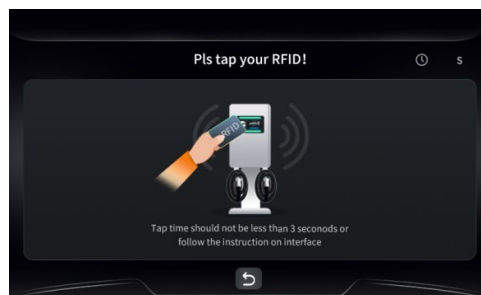 Pls tap your RFID!
S
RFID
Tap time should not be less than 3 seconods or
follow the instruction on interface